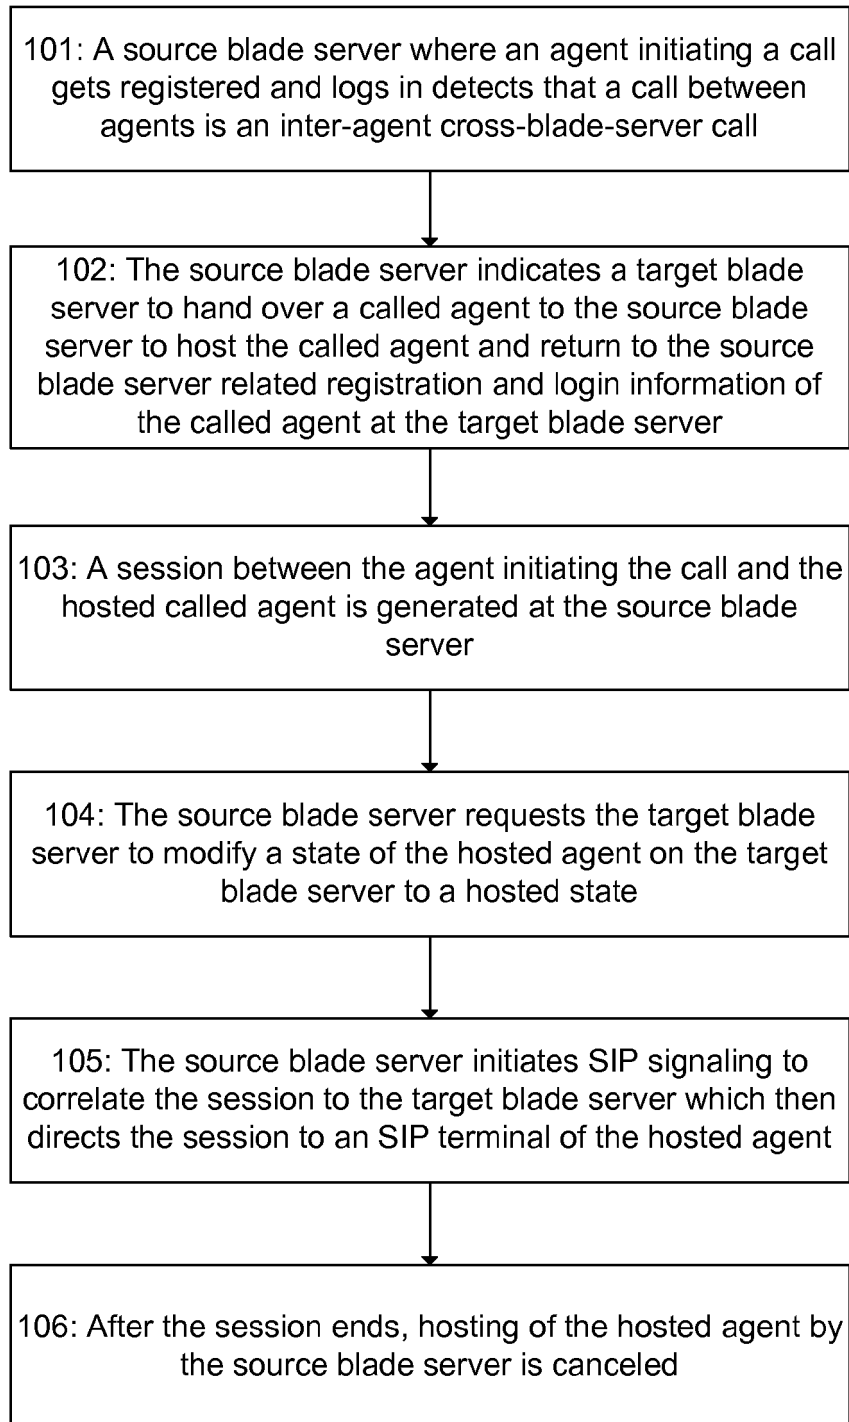 101: A source blade server where an agent initiating a call
gets registered and logs in detects that a call between
agents is an inter-agent cross-blade-server call
102: The source blade server indicates a target blade
server to hand over a called agent to the source blade
server to host the called agent and return to the source
blade server related registration and login information of
the called agent at the target blade server
103: A session between the agent initiating the call and the
hosted called agent is generated at the source blade
server
104: The source blade server requests the target blade
server to modify a state of the hosted agent on the target
blade server to a hosted state
105: The source blade server initiates SIP signaling to
correlate the session to the target blade server which then
directs the session to an SIP terminal of the hosted agent
106: After the session ends, hosting of the hosted agent by
the source blade server is canceled